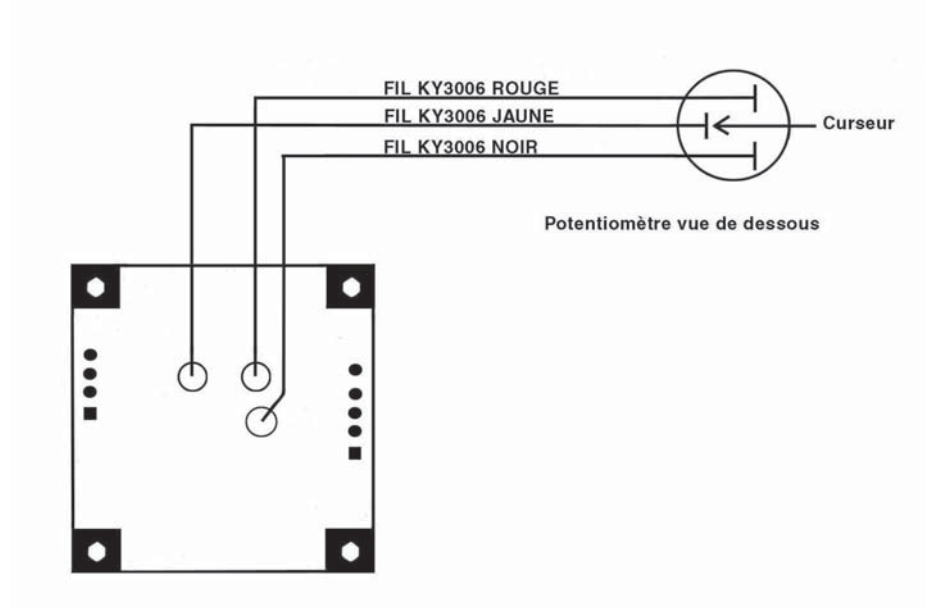 FIL KY3006 ROUGE
FIL KY3006 JAUNE
Curseur
FIL KY3006 NOIR
Potentiomètre vue de dessous